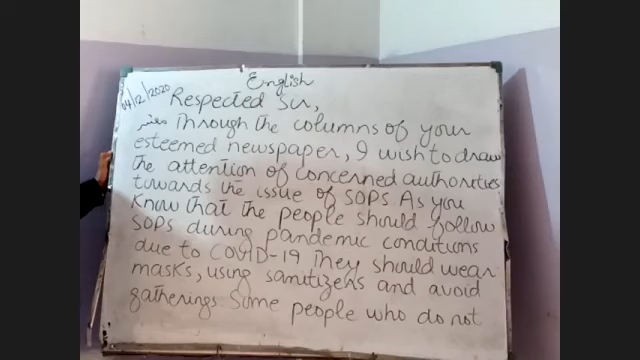 English
04/12/2020 Respected Sir,
Through the columns of your
esteemed newspaper, I wish to draw
the attention of concerned authorities
towards the issue of SOPS. As you
know that the people should follow
SOPS during pandemic conditions
due to COVID-19 They should wear
masks, using sanitizers and avoid
gatherings. Some people who do not